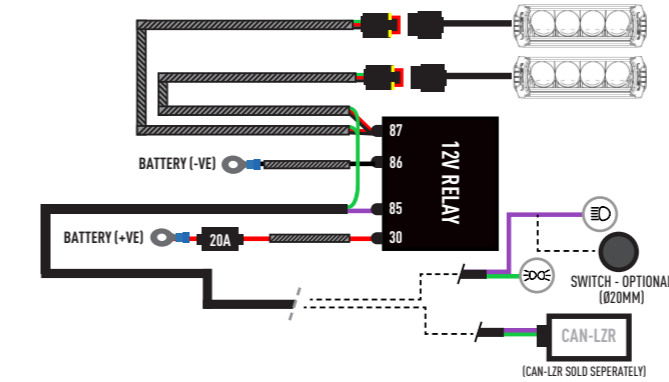 87
BATTERY (-VE)
86
12V RELAY
85
BATTERY (+VE)
20A
30
SWITCH - OPTIONAL
(Ø20MM)
CAN-LZR
(CAN-LZR SOLD SEPERATELY)